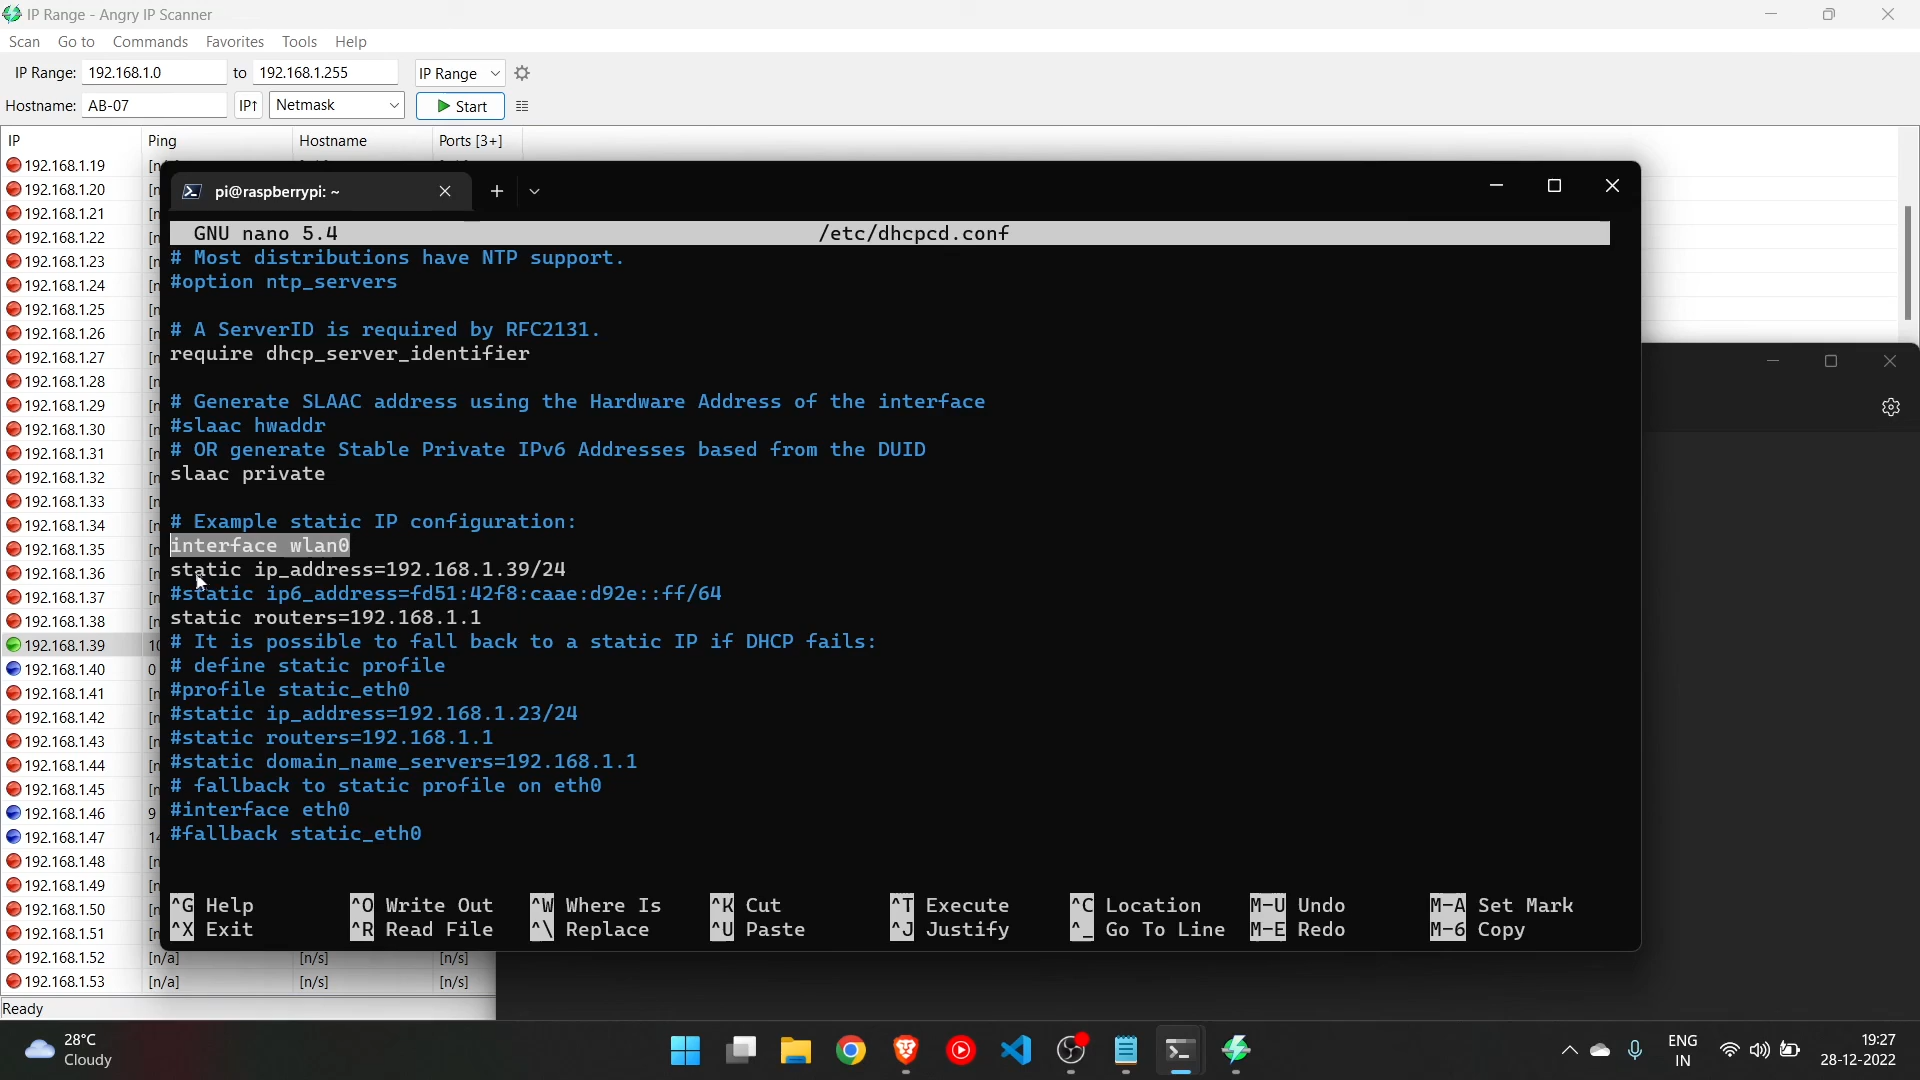 IP Range - Angry IP Scanner
Scan Go to Commands Favorites Tools Help
IP Range: 192.168.1.0 to 192.168.1.255 IP Range
Hostname: AB-07 IP↑ Netmask Start
IP Ping Hostname Ports [3+]
192.168.1.19
192.168.1.20
192.168.1.21
192.168.1.22
192.168.1.23
192.168.1.24
192.168.1.25
192.168.1.26
192.168.1.27
192.168.1.28
192.168.1.29
192.168.1.30
192.168.1.31
192.168.1.32
192.168.1.33
192.168.1.34
192.168.1.35
192.168.1.36
192.168.1.37
192.168.1.38
192.168.1.39
192.168.1.40 0
192.168.1.41
192.168.1.42
192.168.1.43
192.168.1.44
192.168.1.45
192.168.1.46 9
192.168.1.47
192.168.1.48
192.168.1.49
192.168.1.50
192.168.1.51
192.168.1.52 [n/a] [n/s] [n/s]
192.168.1.53 [n/a] [n/s] [n/s]
Ready
pi@raspberrypi: ~
GNU nano 5.4 /etc/dhcpcd.conf
# Most distributions have NTP support.
#option ntp_servers
# A ServerID is required by RFC2131.
require dhcp_server_identifier
# Generate SLAAC address using the Hardware Address of the interface
#slaac hwaddr
# OR generate Stable Private IPv6 Addresses based from the DUID
slaac private
# Example static IP configuration:
interface wlan0
static ip_address=192.168.1.39/24
#static ip6_address=fd51:42f8:caae:d92e::ff/64
static routers=192.168.1.1
# It is possible to fall back to a static IP if DHCP fails:
# define static profile
#profile static_eth0
#static ip_address=192.168.1.23/24
#static routers=192.168.1.1
#static domain_name_servers=192.168.1.1
# fallback to static profile on eth0
#interface eth0
#fallback static_eth0
^G Help ^O Write Out ^W Where Is ^K Cut ^T Execute ^C Location M-U Undo M-A Set Mark
^X Exit ^R Read File ^\ Replace ^U Paste ^J Justify ^_ Go To Line M-E Redo M-6 Copy
28°C
Cloudy
ENG
IN
19:27
28-12-2022